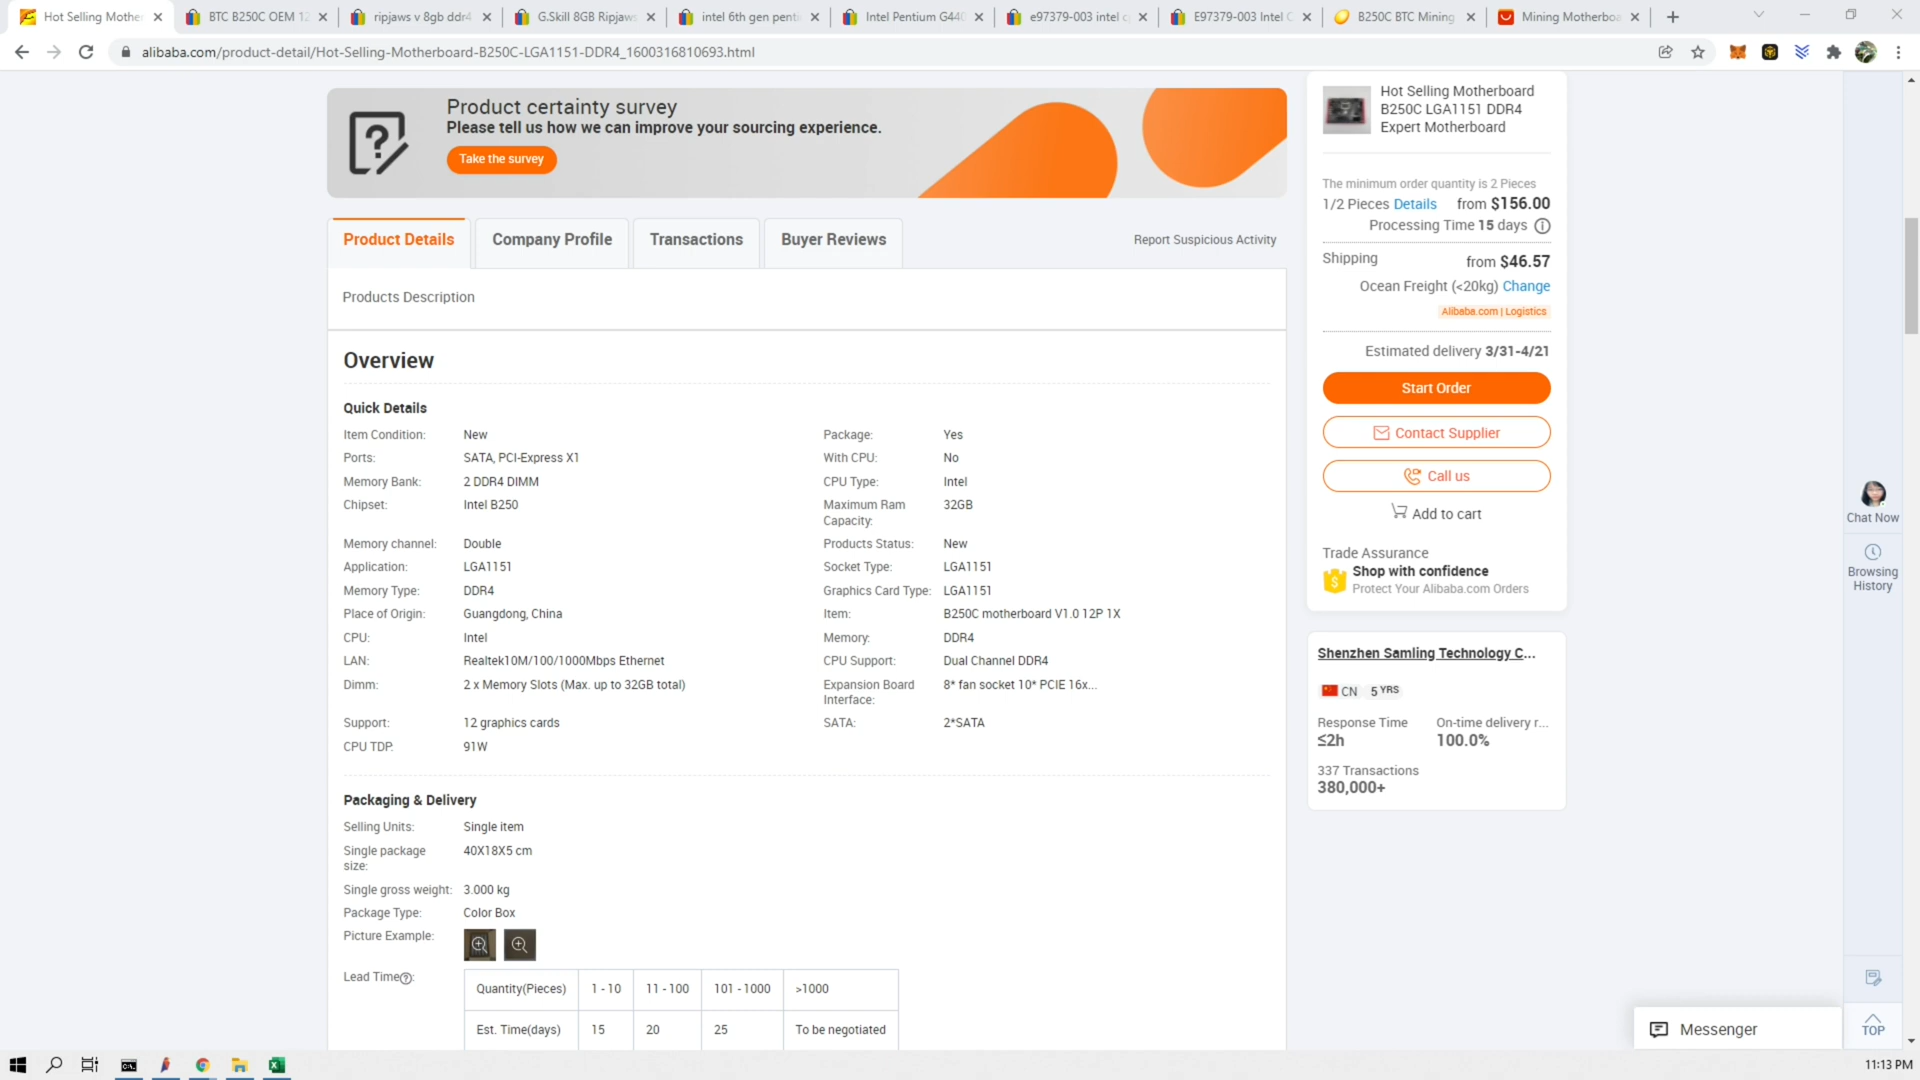 Hot Selling Mother
BTC B250C OEM 12
ripjaws v 8gb ddr4
G.Skill 8GB Ripjaws
intel 6th gen penti
Intel Pentium G440
e97379-003 intel c
E97379-003 Intel C
B250C BTC Mining
Mining Motherboa
alibaba.com/product-detail/Hot-Selling-Motherboard-B250C-LGA1151-DDR4_1600316810693.html
Product certainty survey
Please tell us how we can improve your sourcing experience.
Take the survey
Product Details
Company Profile
Transactions
Buyer Reviews
Report Suspicious Activity
Products Description
Overview
Quick Details
Item Condition: New
Package: Yes
Ports: SATA, PCI-Express X1
With CPU: No
Memory Bank: 2 DDR4 DIMM
CPU Type: Intel
Chipset: Intel B250
Maximum Ram Capacity: 32GB
Memory channel: Double
Products Status: New
Application: LGA1151
Socket Type: LGA1151
Memory Type: DDR4
Graphics Card Type: LGA1151
Place of Origin: Guangdong, China
Item: B250C motherboard V1.0 12P 1X
CPU: Intel
Memory: DDR4
LAN: Realtek10M/100/1000Mbps Ethernet
CPU Support: Dual Channel DDR4
Dimm: 2 x Memory Slots (Max. up to 32GB total)
Expansion Board Interface: 8* fan socket 10* PCIE 16x...
Support: 12 graphics cards
SATA: 2*SATA
CPU TDP: 91W
Packaging & Delivery
Selling Units: Single item
Single package size: 40X18X5 cm
Single gross weight: 3.000 kg
Package Type: Color Box
Picture Example:
Lead Time?:
Quantity(Pieces) 1 - 10 11 - 100 101 - 1000 >1000
Est. Time(days) 15 20 25 To be negotiated
Hot Selling Motherboard
B250C LGA1151 DDR4
Expert Motherboard
The minimum order quantity is 2 Pieces
1/2 Pieces Details from $156.00
Processing Time 15 days
Shipping from $46.57
Ocean Freight (<20kg) Change
Alibaba.com | Logistics
Estimated delivery 3/31-4/21
Start Order
Contact Supplier
Call us
Add to cart
Trade Assurance
Shop with confidence
Protect Your Alibaba.com Orders
Shenzhen Samling Technology C...
CN 5 YRS
Response Time
≤2h
On-time delivery r...
100.0%
337 Transactions
380,000+
Chat Now
Browsing
History
TOP
Messenger
11:13 PM